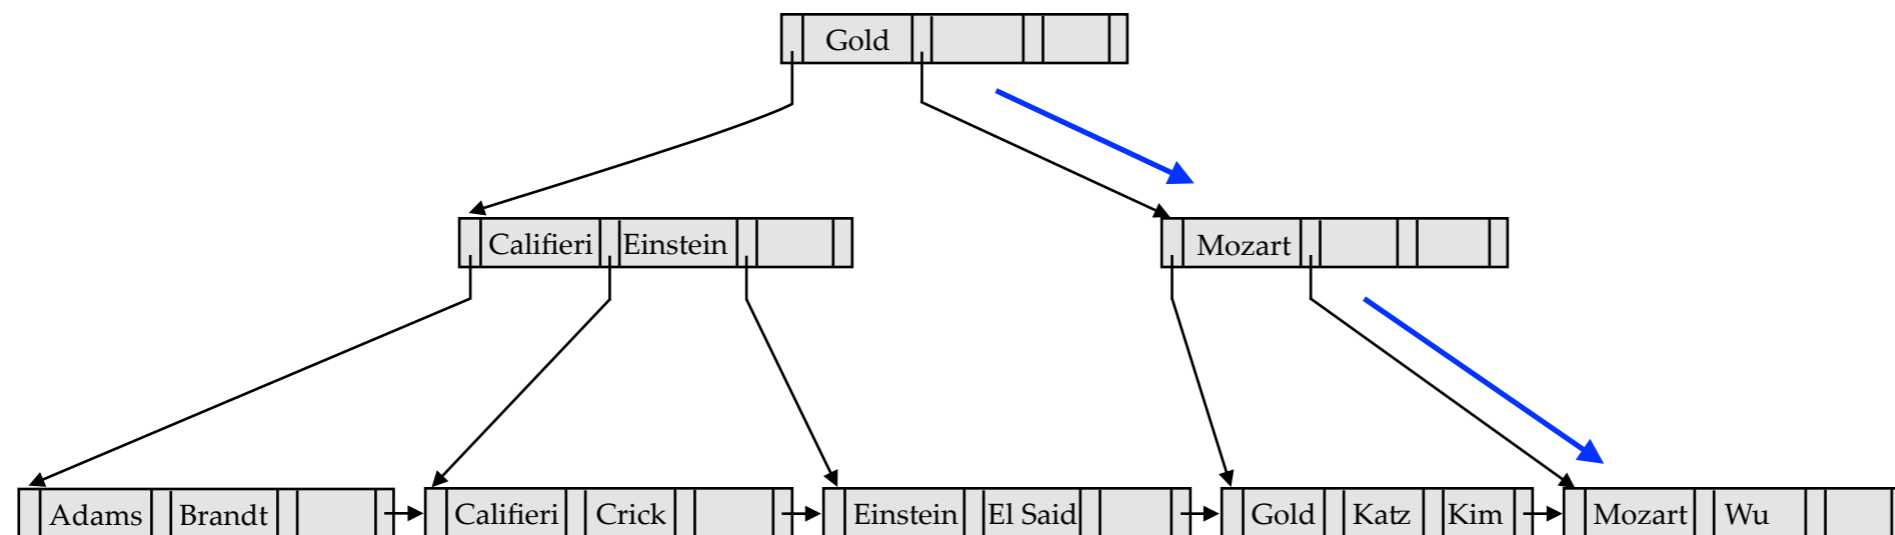 Gold
Califieri Einstein Mozart
Adams Brandt Califieri Crick Einstein El Said Gold Katz Kim Mozart Wu